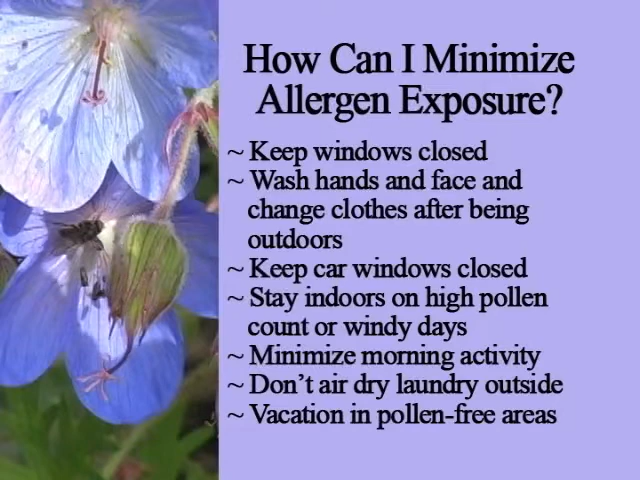 How Can I Minimize
Allergen Exposure?
~ Keep windows closed
~ Wash hands and face and
change clothes after being
outdoors
~ Keep car windows closed
~ Stay indoors on high pollen
count or windy days
~ Minimize morning activity
~ Don’t air dry laundry outside
~ Vacation in pollen-free areas